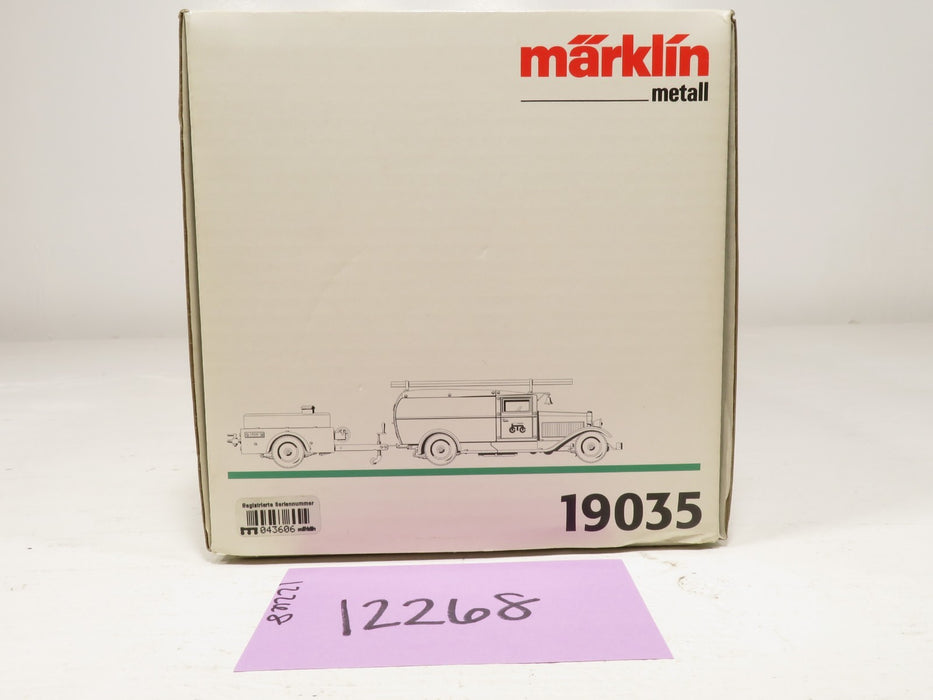 märklin
metall
19035
Registrierte Seriennummer
m 043606 märklin
12268
12268